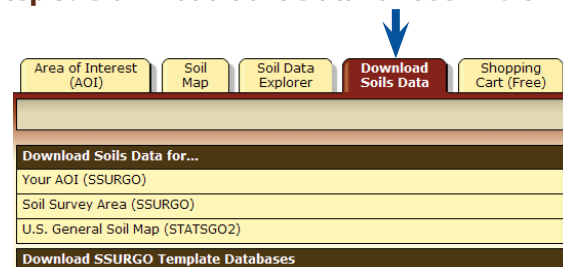 Area of Interest
(AOI)
Soil
Map
Soil Data
Explorer
Download
Soils Data
Shopping
Cart (Free)
Download Soils Data for...
Your AOI (SSURGO)
Soil Survey Area (SSURGO)
U.S. General Soil Map (STATSGO2)
Download SSURGO Template Databases